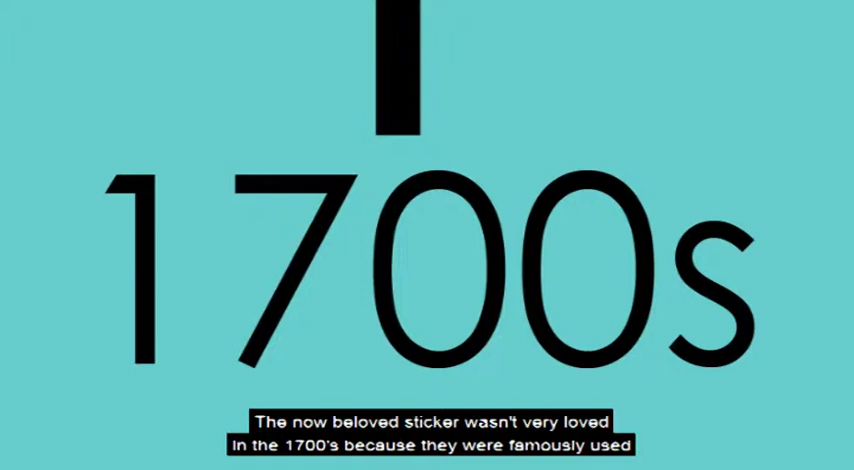 1700s
The now beloved sticker wasn't very loved
In the 1700's because they were famously used